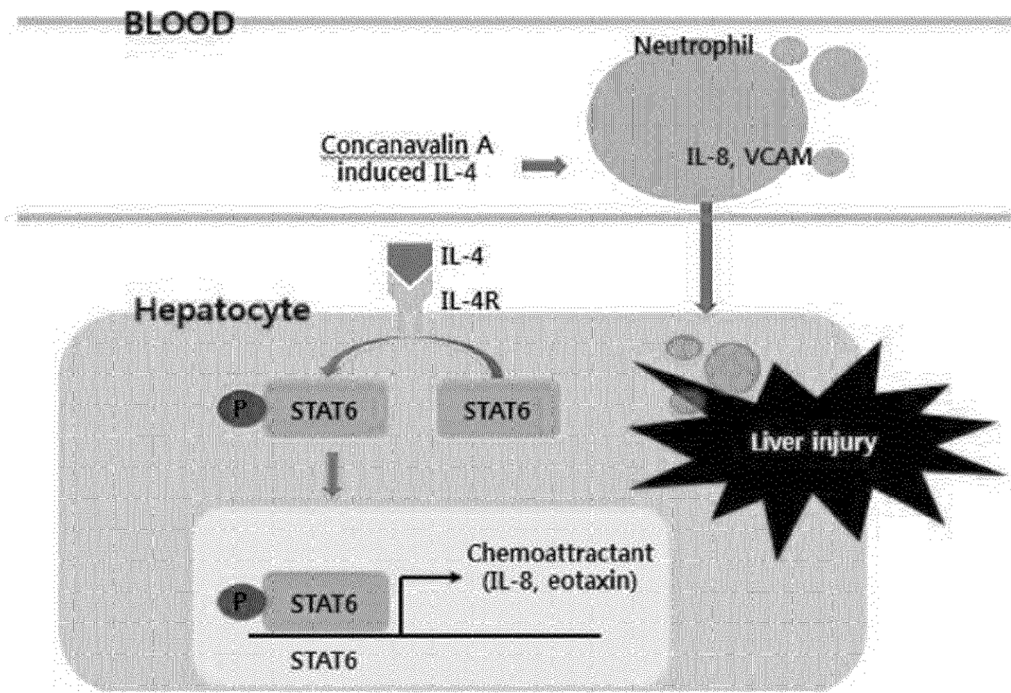 BLOOD
Neutrophil
Concanavalin A
induced IL-4
IL-8, VCAM
IL-4
IL-4R
Hepatocyte
P
STAT6
STAT6
Liver injury
Chemoattractant
(IL-8, eotaxin)
P
STAT6
STAT6